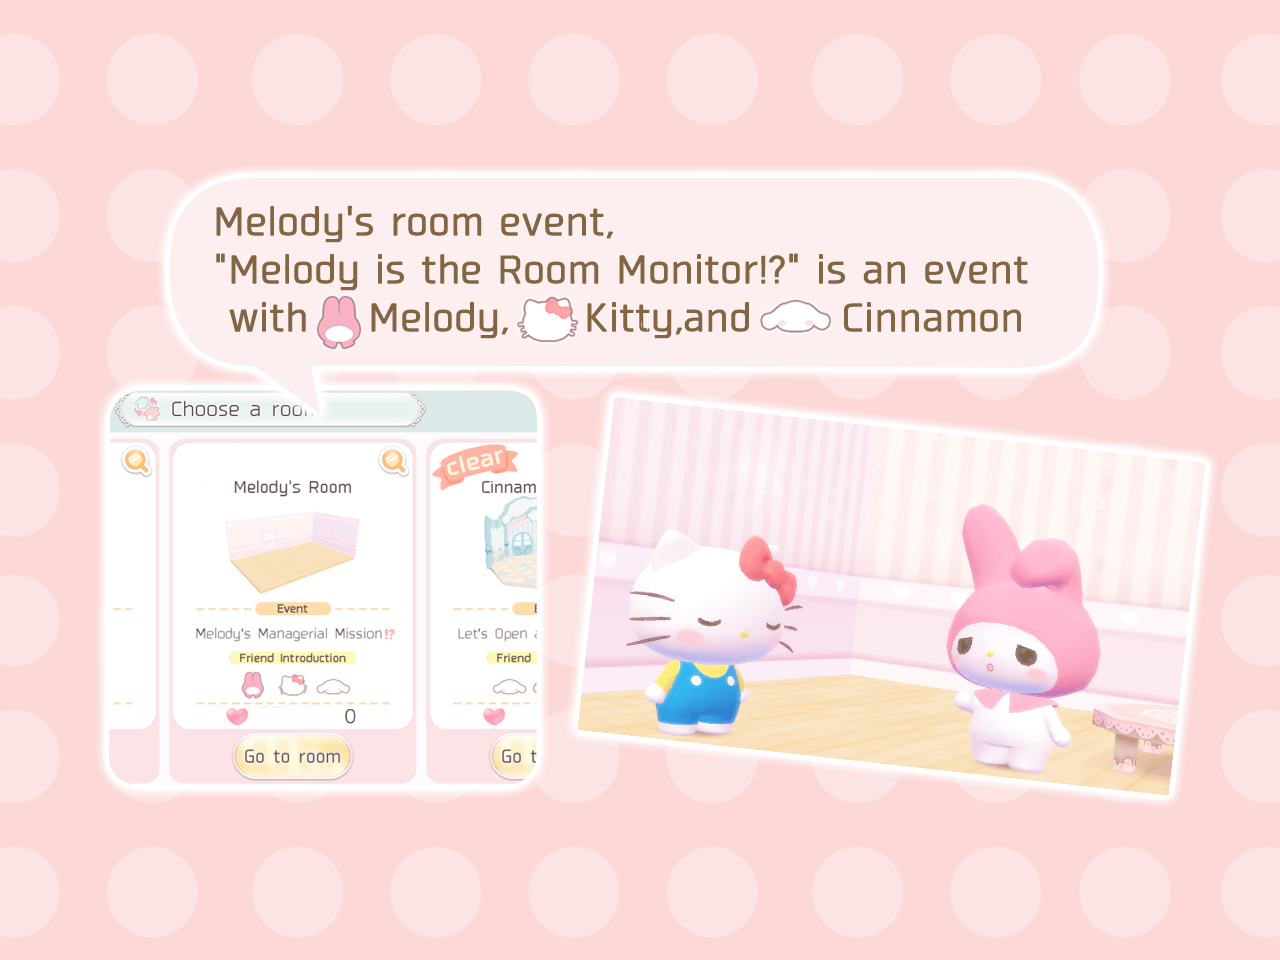 Melody's room event,
"Melody is the Room Monitor!?" is an event
with Melody, Kitty,and Cinnamon
Choose a room
clear
Melody's Room
Event
Melody's Managerial Mission!?
Friend Introduction
0
Go to room
Cinnam
E
Let's Open a
Friend
Go t